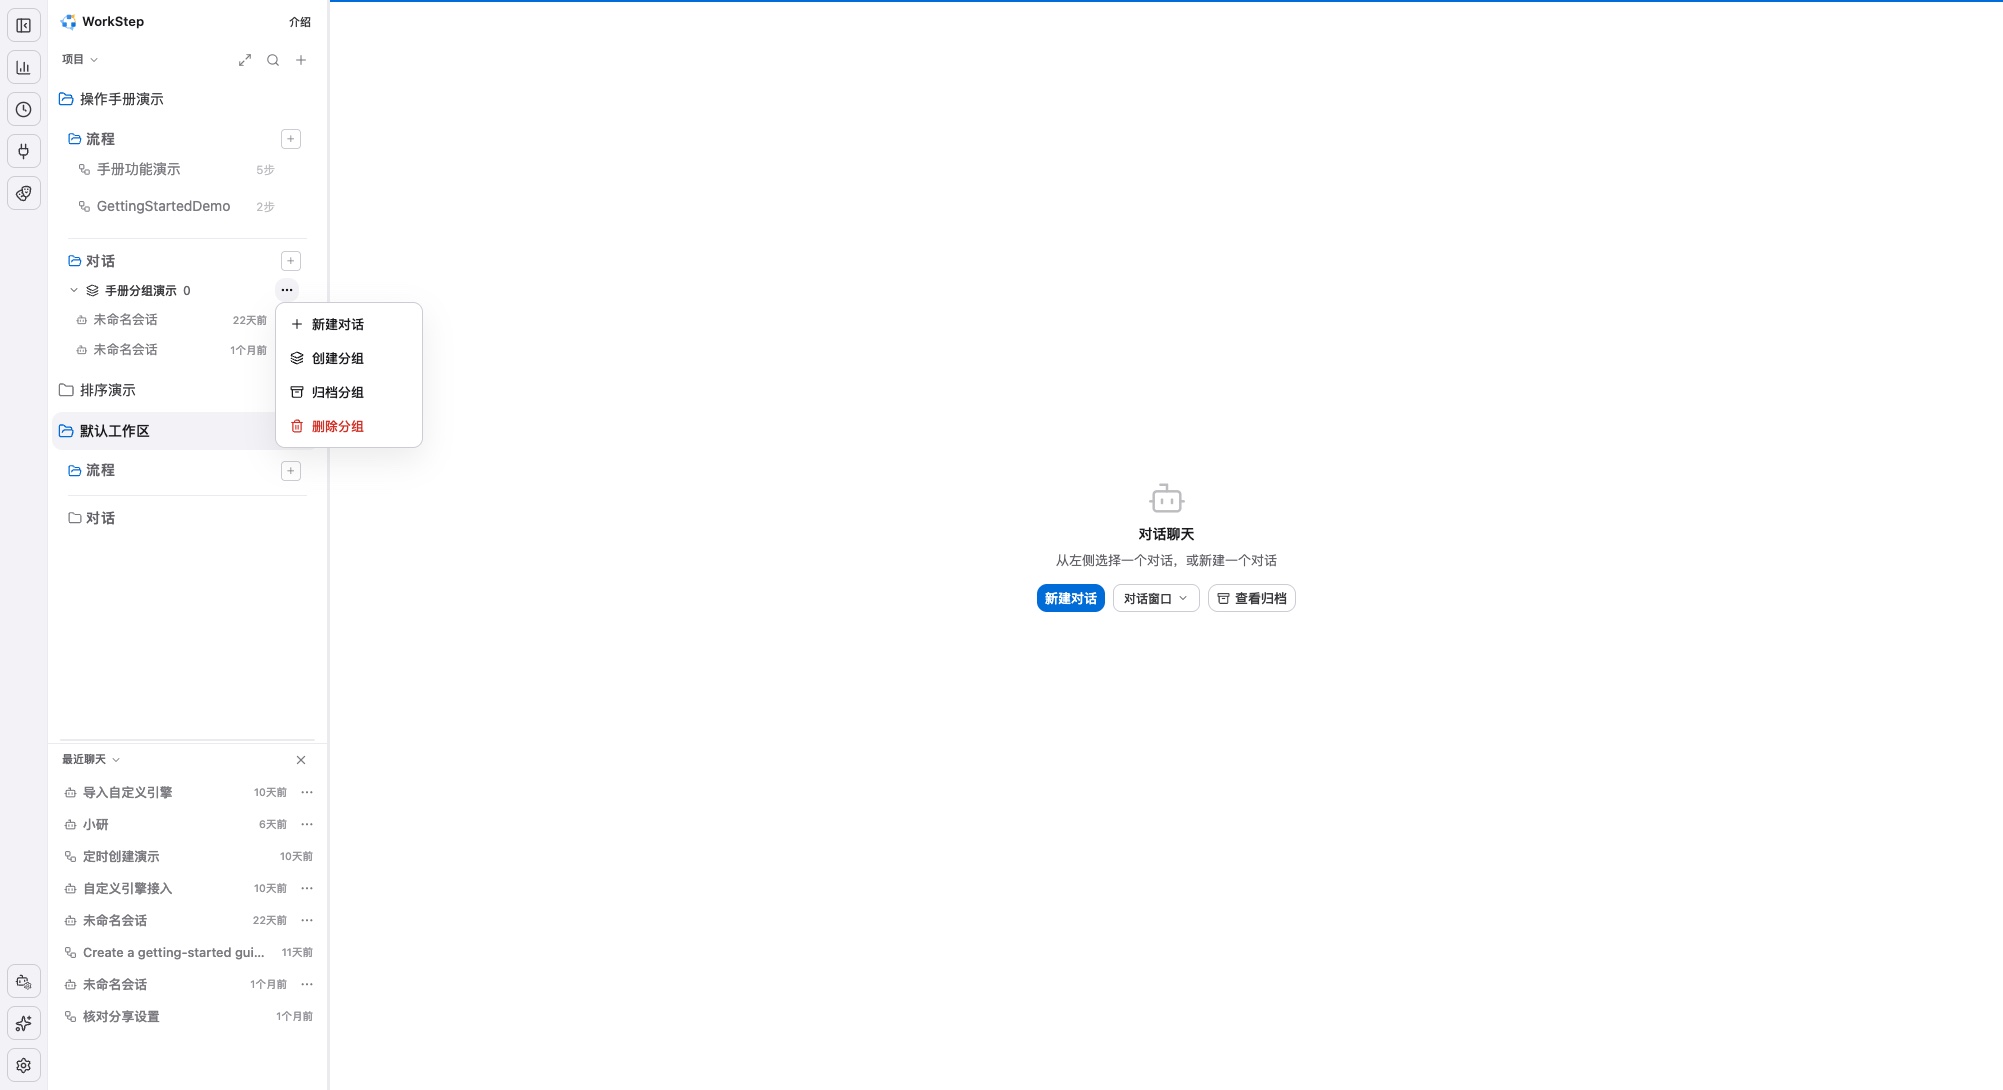 WorkStep 介绍
项目
操作手册演示
流程
手册功能演示 5步
GettingStartedDemo 2步
对话
手册分组演示 0
未命名会话 22天前
未命名会话 1个月前
新建对话
创建分组
归档分组
删除分组
排序演示
默认工作区
流程
对话
最近聊天
导入自定义引擎 10天前
小研 6天前
定时创建演示 10天前
自定义引擎接入 10天前
未命名会话 22天前
Create a getting-started gui... 11天前
未命名会话 1个月前
核对分享设置 1个月前
对话聊天
从左侧选择一个对话，或新建一个对话
新建对话 对话窗口 查看归档